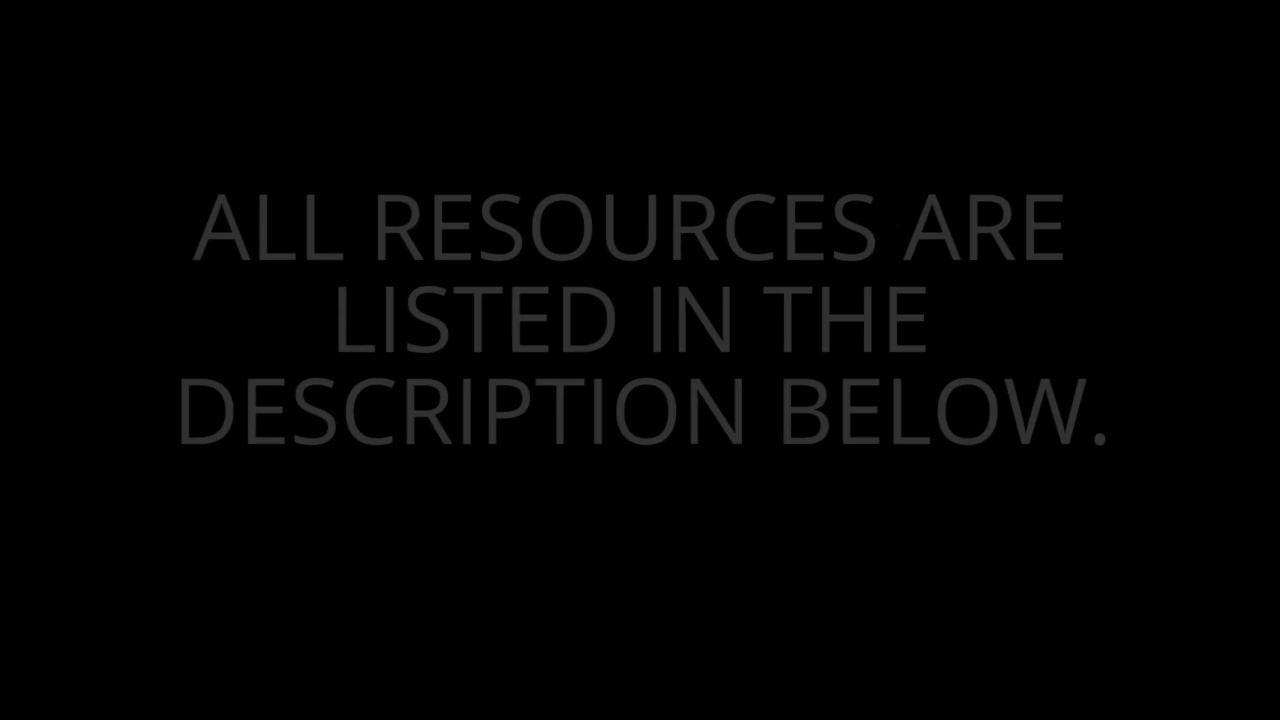 ALL RESOURCES ARE
LISTED IN THE
DESCRIPTION BELOW.